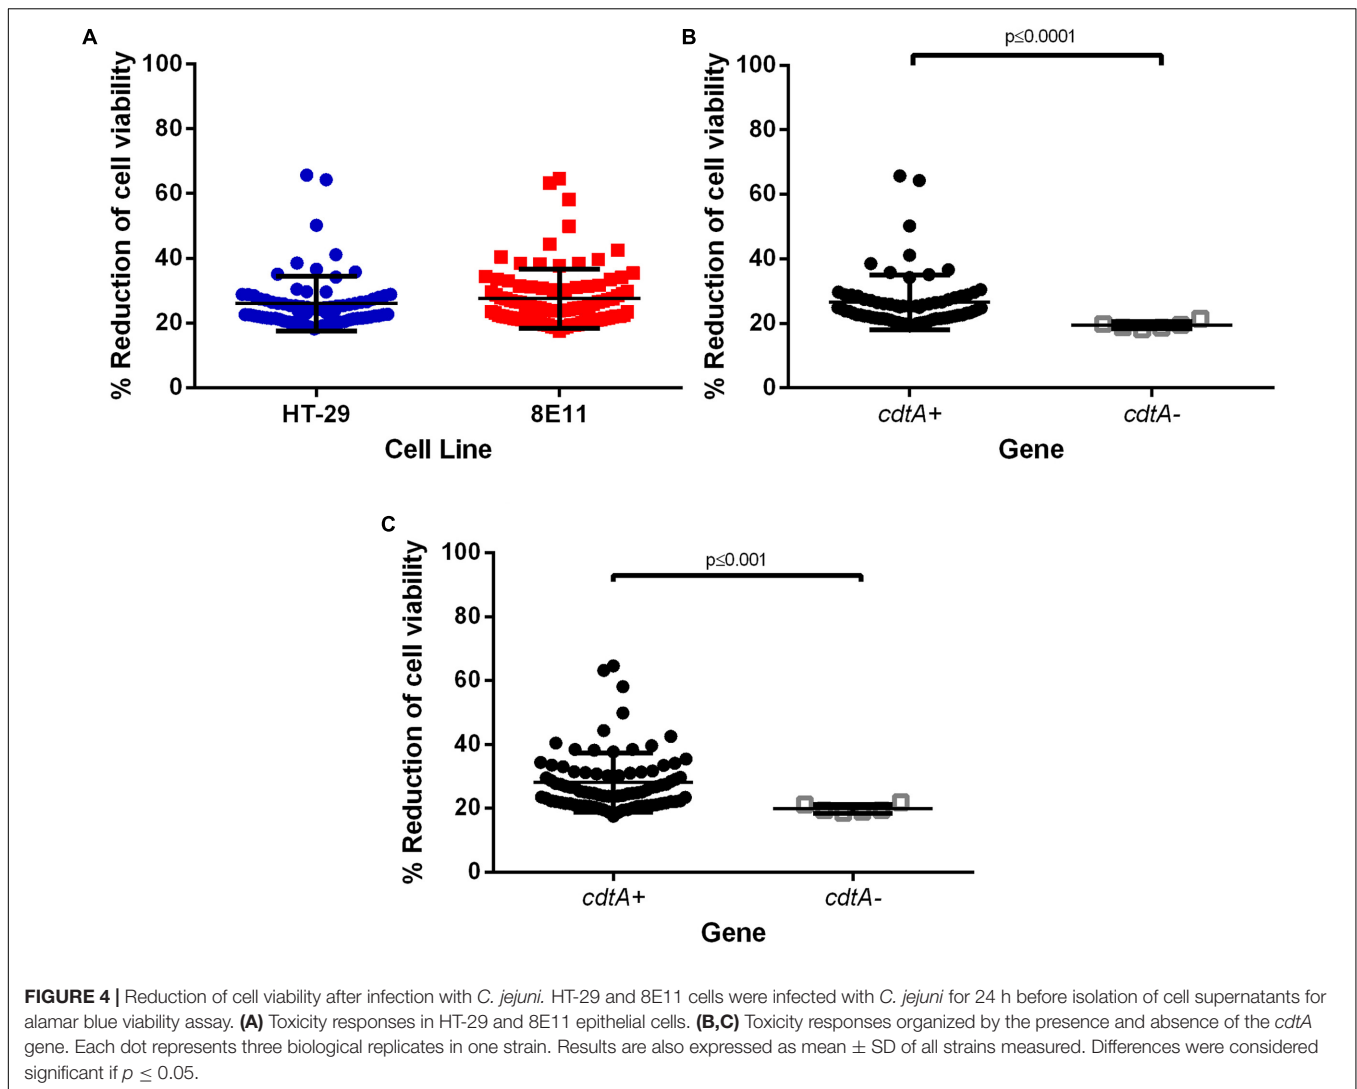 A
% Reduction of cell viability
100
80
60
40
20
0
HT-29
8E11
Cell Line
B
p≤0.0001
% Reduction of cell viability
100
80
60
40
20
0
cdtA+
cdtA-
Gene
C
p≤0.001
% Reduction of cell viability
100
80
60
40
20
0
cdtA+
cdtA-
Gene
FIGURE 4 | Reduction of cell viability after infection with C. jejuni. HT-29 and 8E11 cells were infected with C. jejuni for 24 h before isolation of cell supernatants for
alamar blue viability assay. (A) Toxicity responses in HT-29 and 8E11 epithelial cells. (B,C) Toxicity responses organized by the presence and absence of the cdtA
gene. Each dot represents three biological replicates in one strain. Results are also expressed as mean ± SD of all strains measured. Differences were considered
significant if p ≤ 0.05.